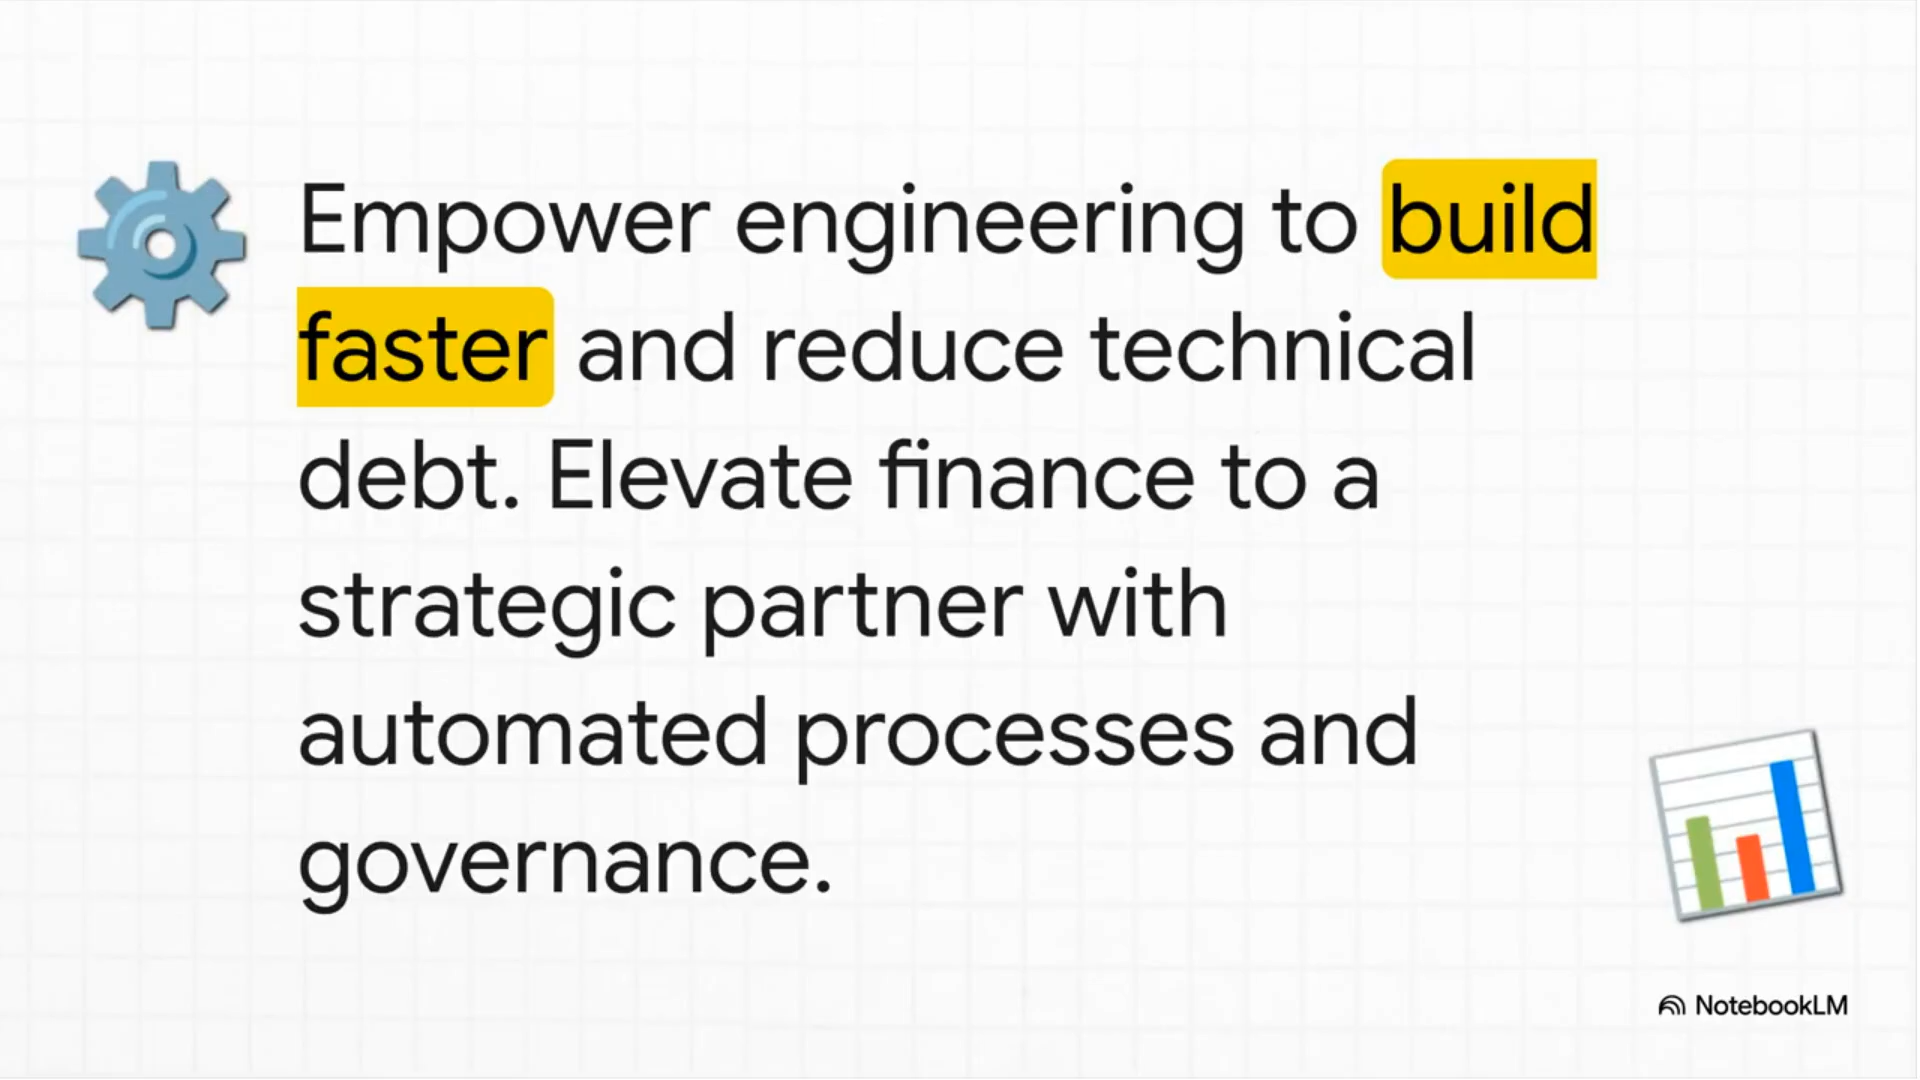 Empower engineering to build
faster and reduce technical
debt. Elevate finance to a
strategic partner with
automated processes and
governance.
NotebookLM